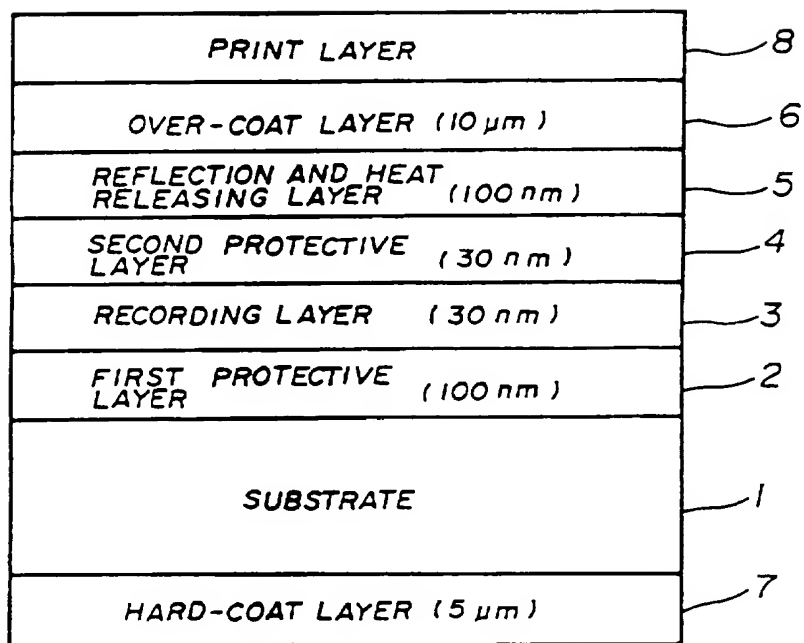 PRINT LAYER
8
OVER-COAT LAYER (10 μm)
6
REFLECTION AND HEAT
RELEASING LAYER (100 nm)
5
SECOND PROTECTIVE
LAYER (30 nm)
4
RECORDING LAYER (30 nm)
3
FIRST PROTECTIVE
LAYER (100 nm)
2
SUBSTRATE
1
HARD-COAT LAYER (5 μm)
7